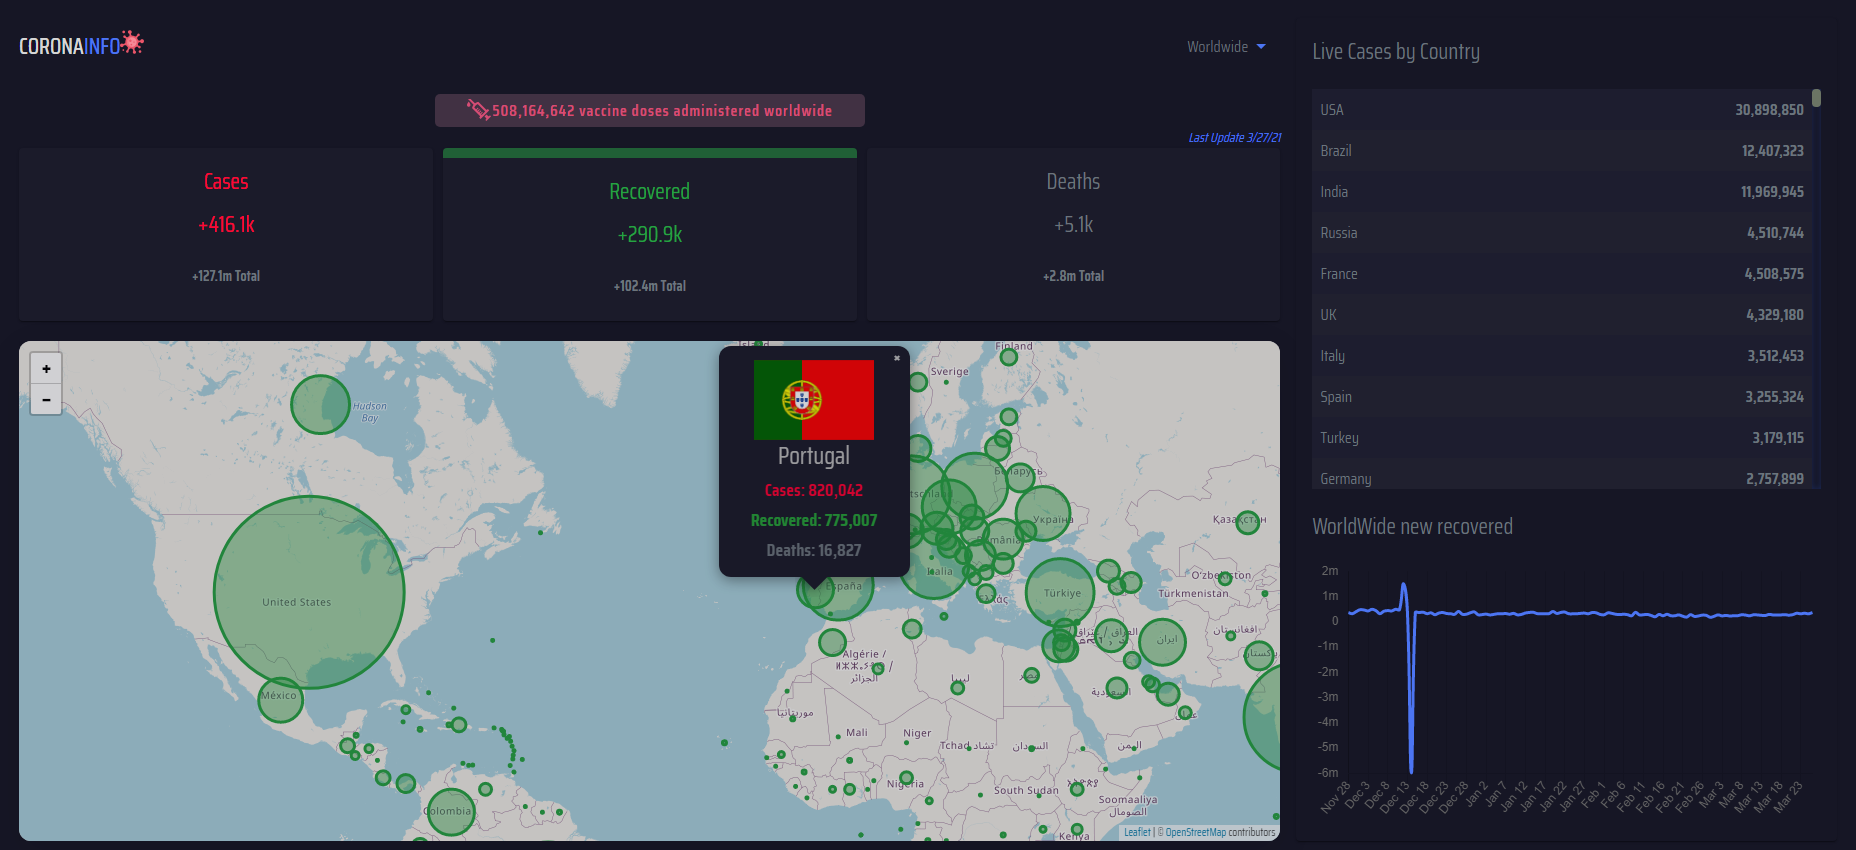 CORONAINFO
Worldwide
508,164,642 vaccine doses administered worldwide
Last Update 3/27/21
Cases
+416.1k
+127.1m Total
Recovered
+290.9k
+102.4m Total
Deaths
+5.1k
+2.8m Total
+
−
Hudson
Bay
United States
México
Colombia
Finland
Sverige
×
Portugal
Cases: 820,042
Recovered: 775,007
Deaths: 16,827
Беларусь
Україна
România
Italia
España
Ελλάς
Türkiye
Қазақстан
O'zbekiston
Türkmenistan
افغانستان
ایران
Algérie /
الجزائر
ليبيا
مصر
السعودية
عمان
موريتانيا
Mali
Niger
Tchad تشاد
السودان
اليمن
Nigeria
South Sudan
Soomaaliya
الصومال
Kenya
Leaflet | © OpenStreetMap contributors
Live Cases by Country
USA 30,898,850
Brazil 12,407,323
India 11,969,945
Russia 4,510,744
France 4,508,575
UK 4,329,180
Italy 3,512,453
Spain 3,255,324
Turkey 3,179,115
Germany 2,757,899
WorldWide new recovered
2m
1m
0
-1m
-2m
-3m
-4m
-5m
-6m
Nov 28 Dec 3 Dec 8 Dec 13 Dec 18 Dec 23 Dec 28 Jan 2 Jan 7 Jan 12 Jan 17 Jan 22 Jan 27 Feb 1 Feb 6 Feb 11 Feb 16 Feb 21 Feb 26 Mar 3 Mar 8 Mar 13 Mar 18 Mar 23